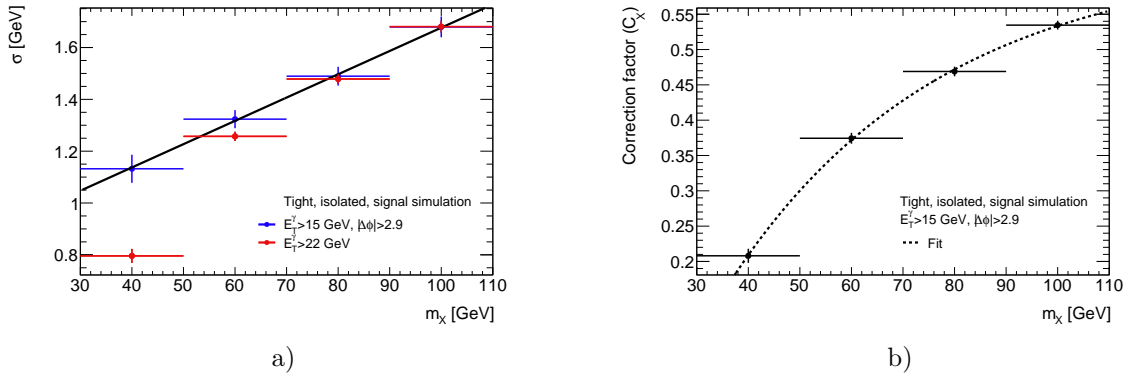 σ [GeV]
1.6
1.4
1.2
1
0.8
30 40 50 60 70 80 90 100 110
m_X [GeV]
Tight, isolated, signal simulation
E_T^γ>15 GeV, |Δϕ|>2.9
E_T^γ>22 GeV
a)
Correction factor (C_X)
0.55
0.5
0.45
0.4
0.35
0.3
0.25
0.2
30 40 50 60 70 80 90 100 110
m_X [GeV]
Tight, isolated, signal simulation
E_T^γ>15 GeV, |Δϕ|>2.9
Fit
b)